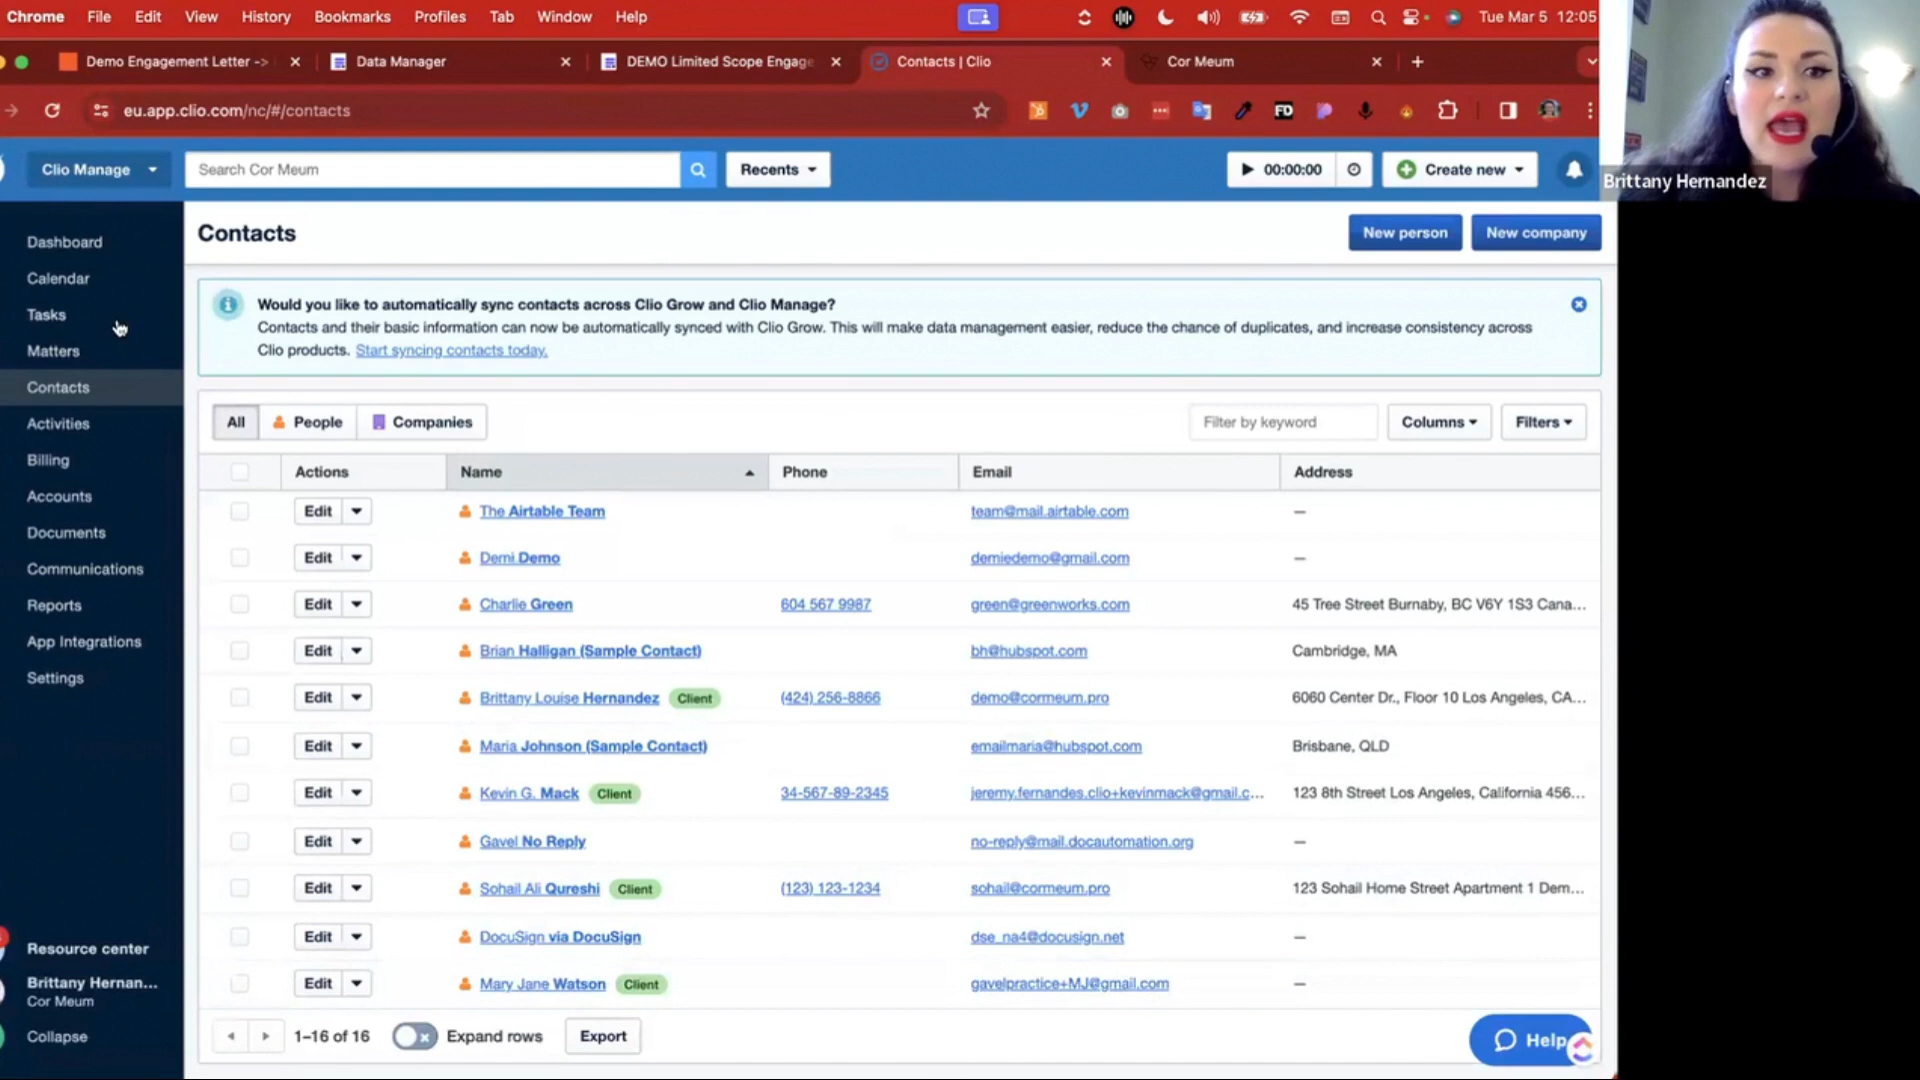 Chrome File Edit View History Bookmarks Profiles Tab Window Help Tue Mar 5 12:05
Demo Engagement Letter -> Data Manager DEMO Limited Scope Engage Contacts | Clio Cor Meum
eu.app.clio.com/nc/#/contacts
FD
Clio Manage Search Cor Meum Recents 00:00:00 Create new
Brittany Hernandez
Dashboard
Calendar
Tasks
Matters
Contacts
Activities
Billing
Accounts
Documents
Communications
Reports
App Integrations
Settings
Resource center
Brittany Hernan...
Cor Meum
Collapse
Contacts New person New company
Would you like to automatically sync contacts across Clio Grow and Clio Manage?
Contacts and their basic information can now be automatically synced with Clio Grow. This will make data management easier, reduce the chance of duplicates, and increase consistency across
Clio products. Start syncing contacts today.
All People Companies Filter by keyword Columns Filters
Actions Name Phone Email Address
Edit The Airtable Team team@mail.airtable.com —
Edit Demi Demo demiedemo@gmail.com —
Edit Charlie Green 604 567 9987 green@greenworks.com 45 Tree Street Burnaby, BC V6Y 1S3 Cana...
Edit Brian Halligan (Sample Contact) bh@hubspot.com Cambridge, MA
Edit Brittany Louise Hernandez Client (424) 256-8866 demo@cormeum.pro 6060 Center Dr., Floor 10 Los Angeles, CA...
Edit Maria Johnson (Sample Contact) emailmaria@hubspot.com Brisbane, QLD
Edit Kevin G. Mack Client 34-567-89-2345 jeremy.fernandes.clio+kevinmack@gmail.c... 123 8th Street Los Angeles, California 456...
Edit Gavel No Reply no-reply@mail.docautomation.org —
Edit Sohail Ali Qureshi Client (123) 123-1234 sohail@cormeum.pro 123 Sohail Home Street Apartment 1 Dem...
Edit DocuSign via DocuSign dse_na4@docusign.net —
Edit Mary Jane Watson Client gavelpractice+MJ@gmail.com —
1–16 of 16 Expand rows Export
Help